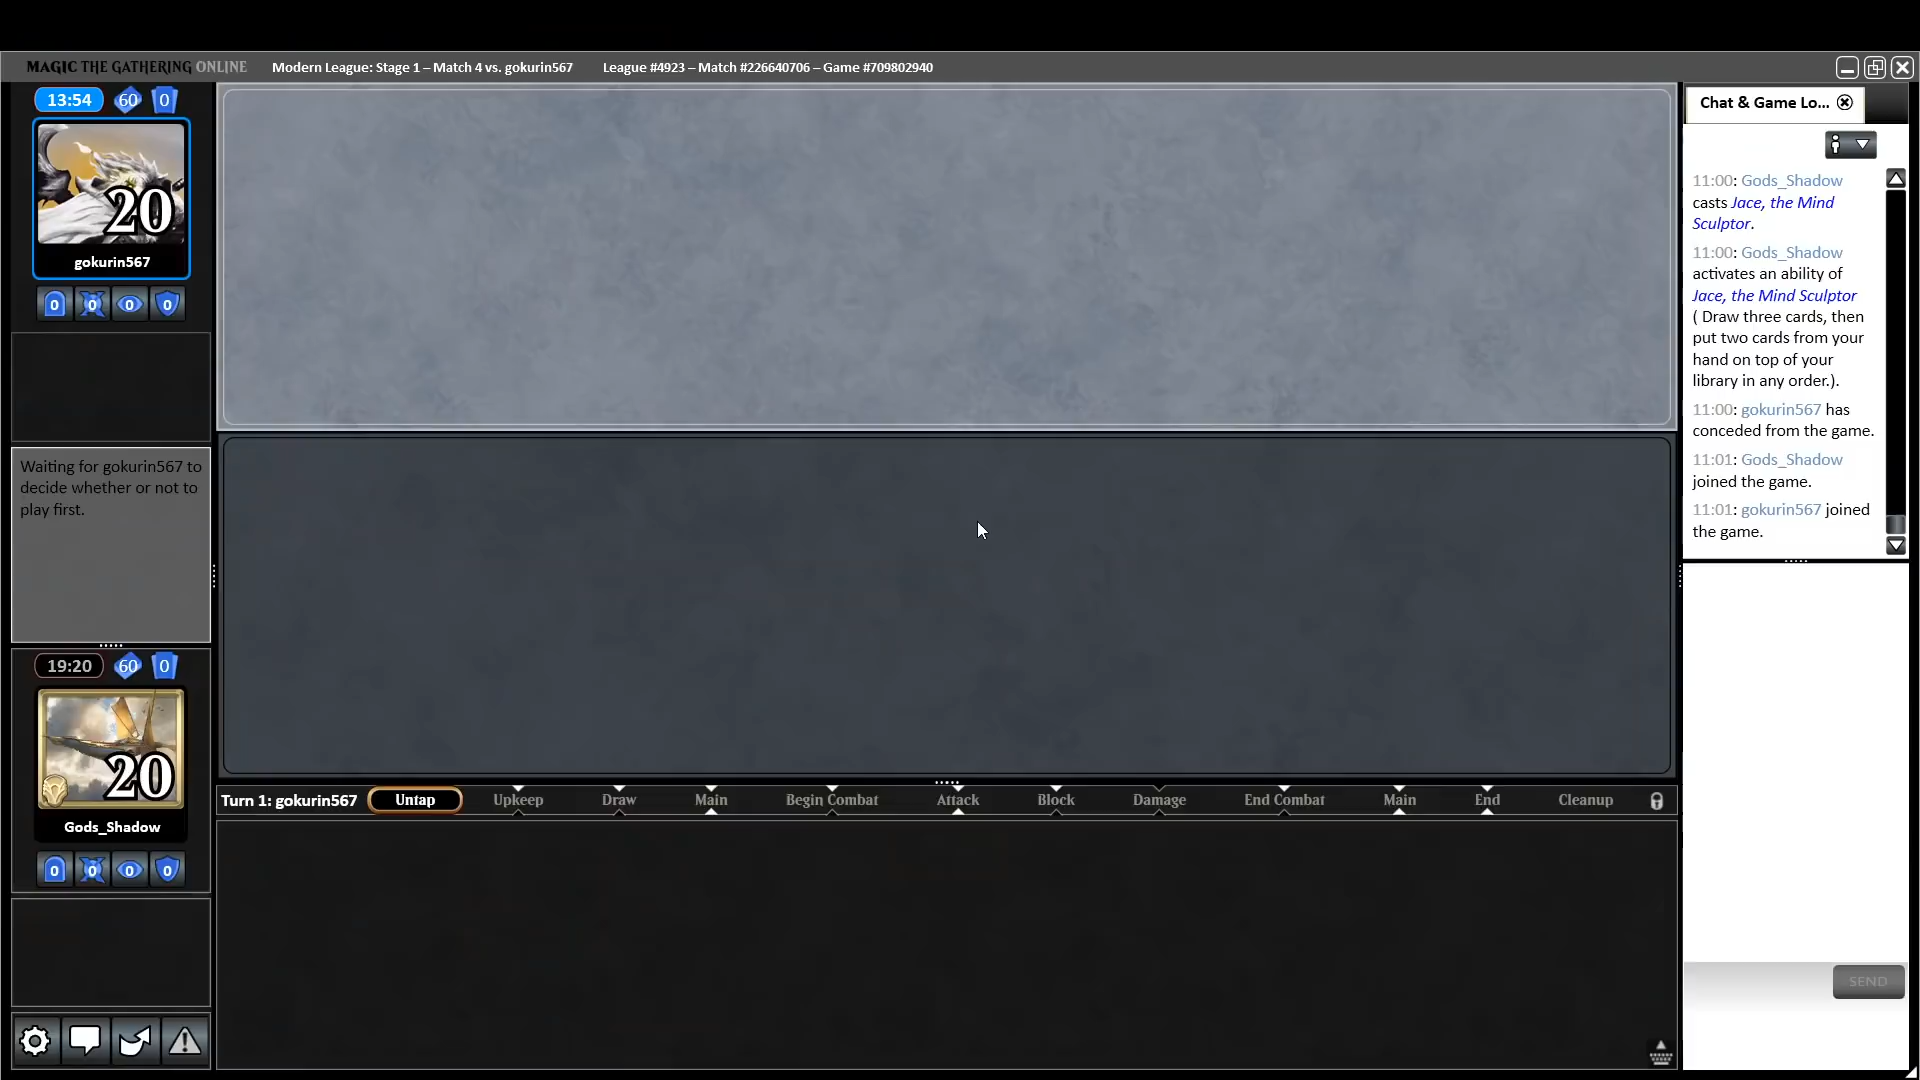 MAGIC THE GATHERING ONLINE
Modern League: Stage 1 – Match 4 vs. gokurin567
League #4923 – Match #226640706 – Game #709802940
13:54
60
0
20
gokurin567
0
0
0
0
Waiting for gokurin567 to
decide whether or not to
play first.
19:20
60
0
20
Gods_Shadow
0
0
0
0
Turn 1: gokurin567
Untap
Upkeep
Draw
Main
Begin Combat
Attack
Block
Damage
End Combat
Main
End
Cleanup
Chat & Game Lo...
11:00: Gods_Shadow
casts Jace, the Mind
Sculptor.
11:00: Gods_Shadow
activates an ability of
Jace, the Mind Sculptor
( Draw three cards, then
put two cards from your
hand on top of your
library in any order.).
11:00: gokurin567 has
conceded from the game.
11:01: Gods_Shadow
joined the game.
11:01: gokurin567 joined
the game.
SEND